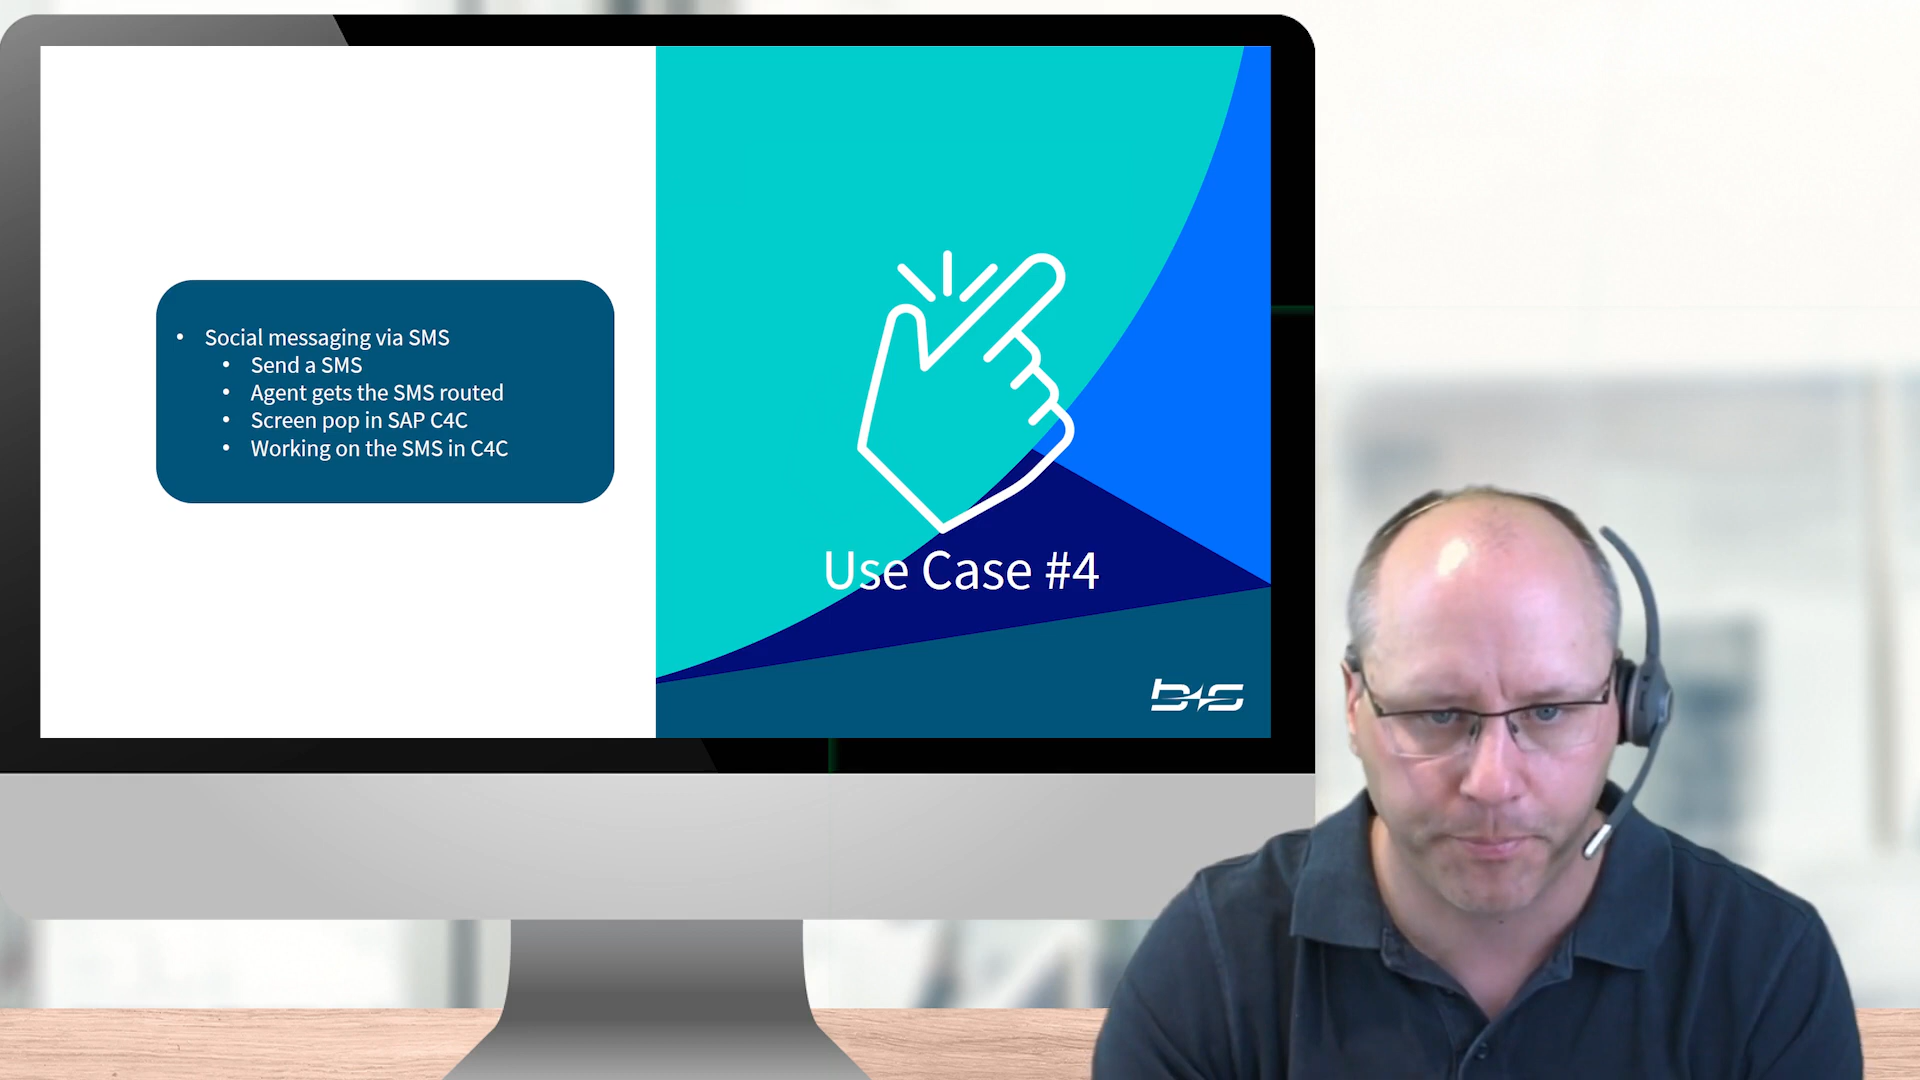 Social messaging via SMS
Send a SMS
Agent gets the SMS routed
Screen pop in SAP C4C
Working on the SMS in C4C
Use Case #4